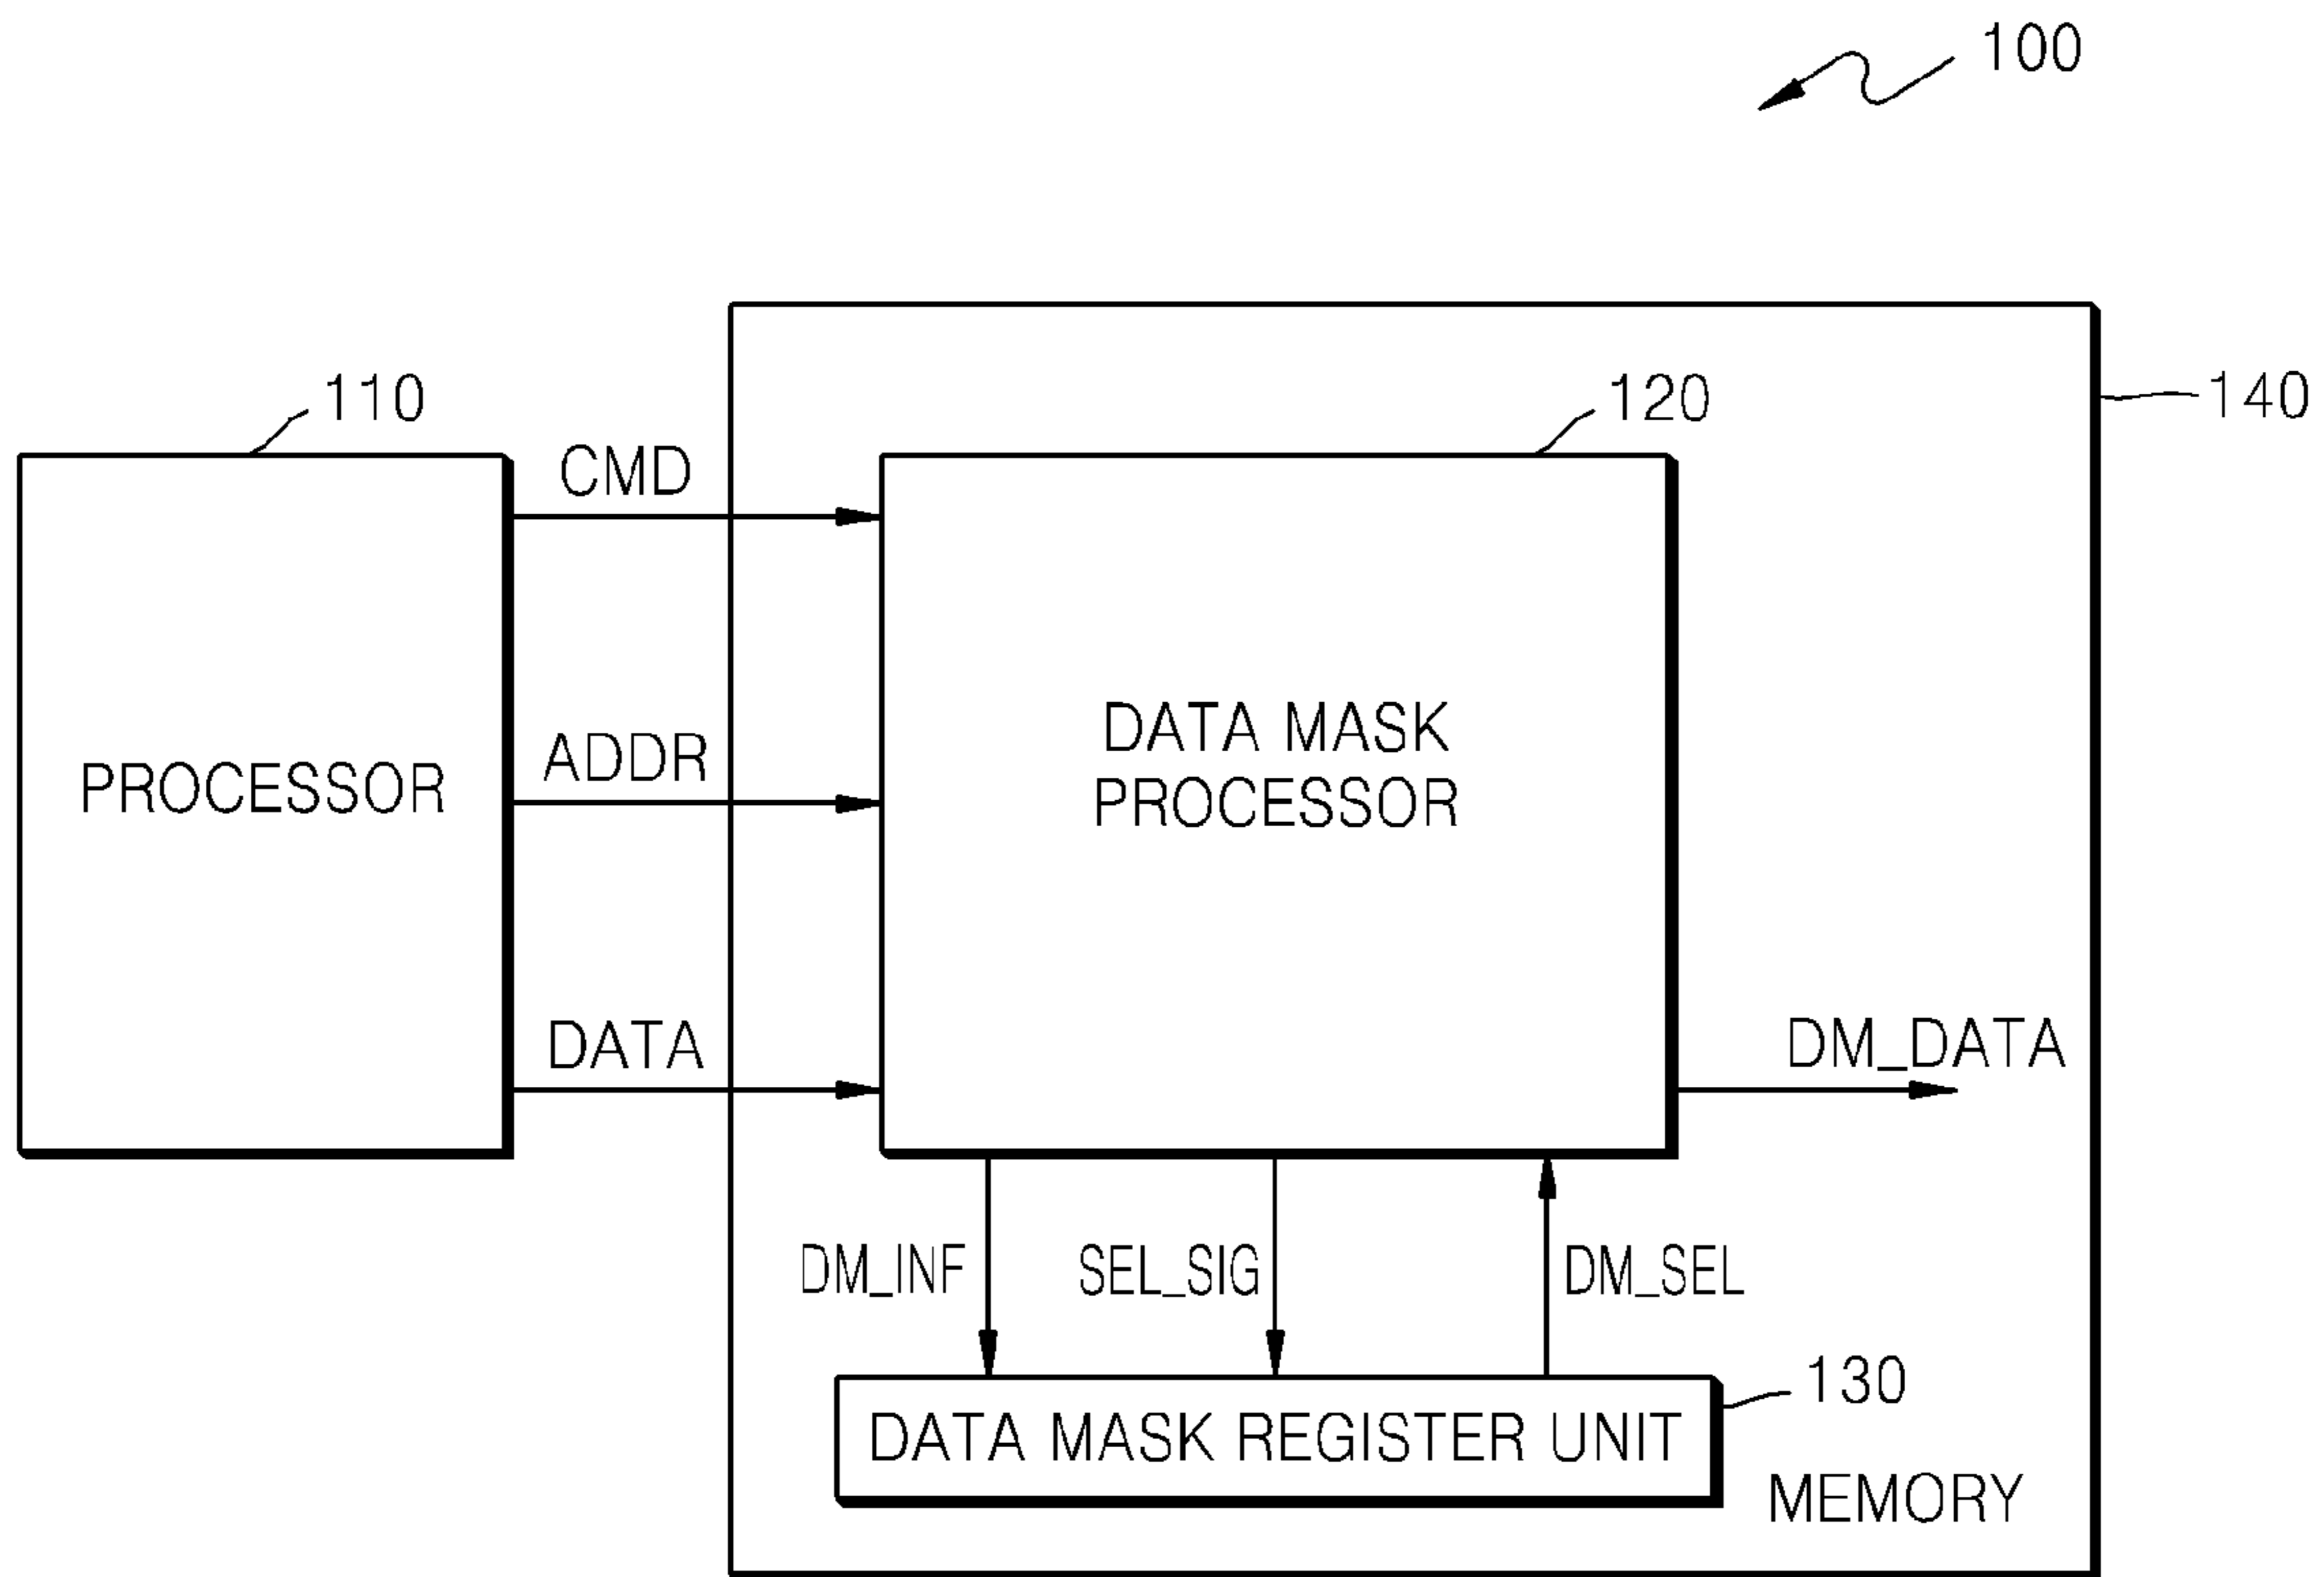 100
110
120
140
CMD
PROCESSOR
ADDR
DATA MASK
PROCESSOR
DATA
DM_DATA
DM_INF
SEL_SIG
DM_SEL
130
DATA MASK REGISTER UNIT
MEMORY